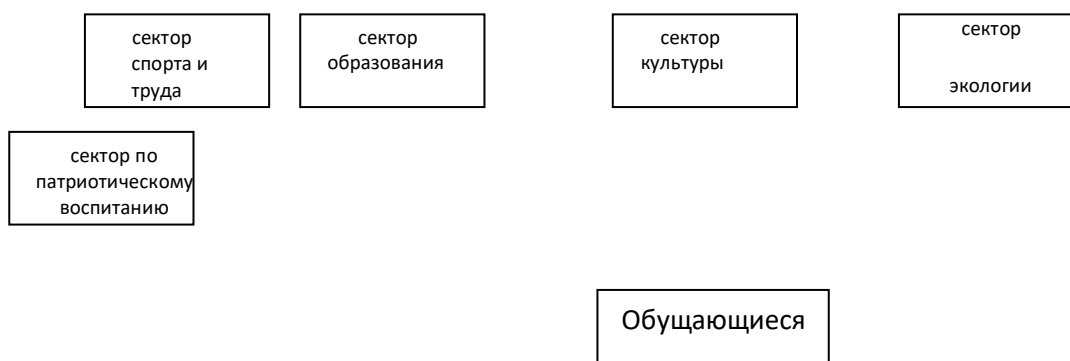 сектор
спорта и
труда
сектор
образования
сектор
культуры
сектор
экологии
сектор по
патриотическому
воспитанию
Обущающиеся